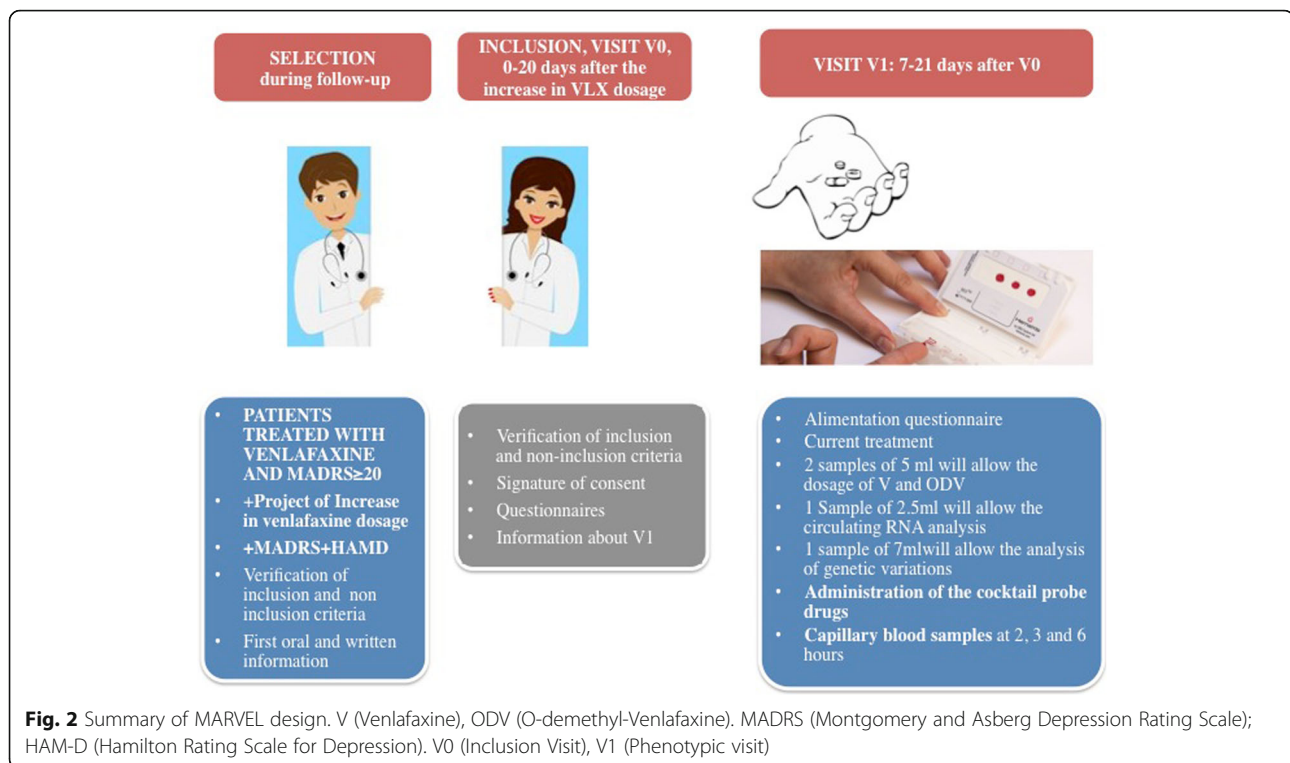 SELECTION
during follow-up
INCLUSION, VISIT V0,
0-20 days after the
increase in VLX dosage
VISIT V1: 7-21 days after V0
• PATIENTS
TREATED WITH
VENLAFAXINE
AND MADRS≥20
• +Project of Increase
in venlafaxine dosage
• +MADRS+HAMD
• Verification of
inclusion and non
inclusion criteria
• First oral and written
information
• Verification of inclusion
and non-inclusion criteria
• Signature of consent
• Questionnaires
• Information about V1
• Alimentation questionnaire
• Current treatment
• 2 samples of 5 ml will allow the
dosage of V and ODV
• 1 Sample of 2.5ml will allow the
circulating RNA analysis
• 1 sample of 7mlwill allow the analysis
of genetic variations
• Administration of the cocktail probe
drugs
• Capillary blood samples at 2, 3 and 6
hours
Fig. 2 Summary of MARVEL design. V (Venlafaxine), ODV (O-demethyl-Venlafaxine). MADRS (Montgomery and Asberg Depression Rating Scale);
HAM-D (Hamilton Rating Scale for Depression). V0 (Inclusion Visit), V1 (Phenotypic visit)